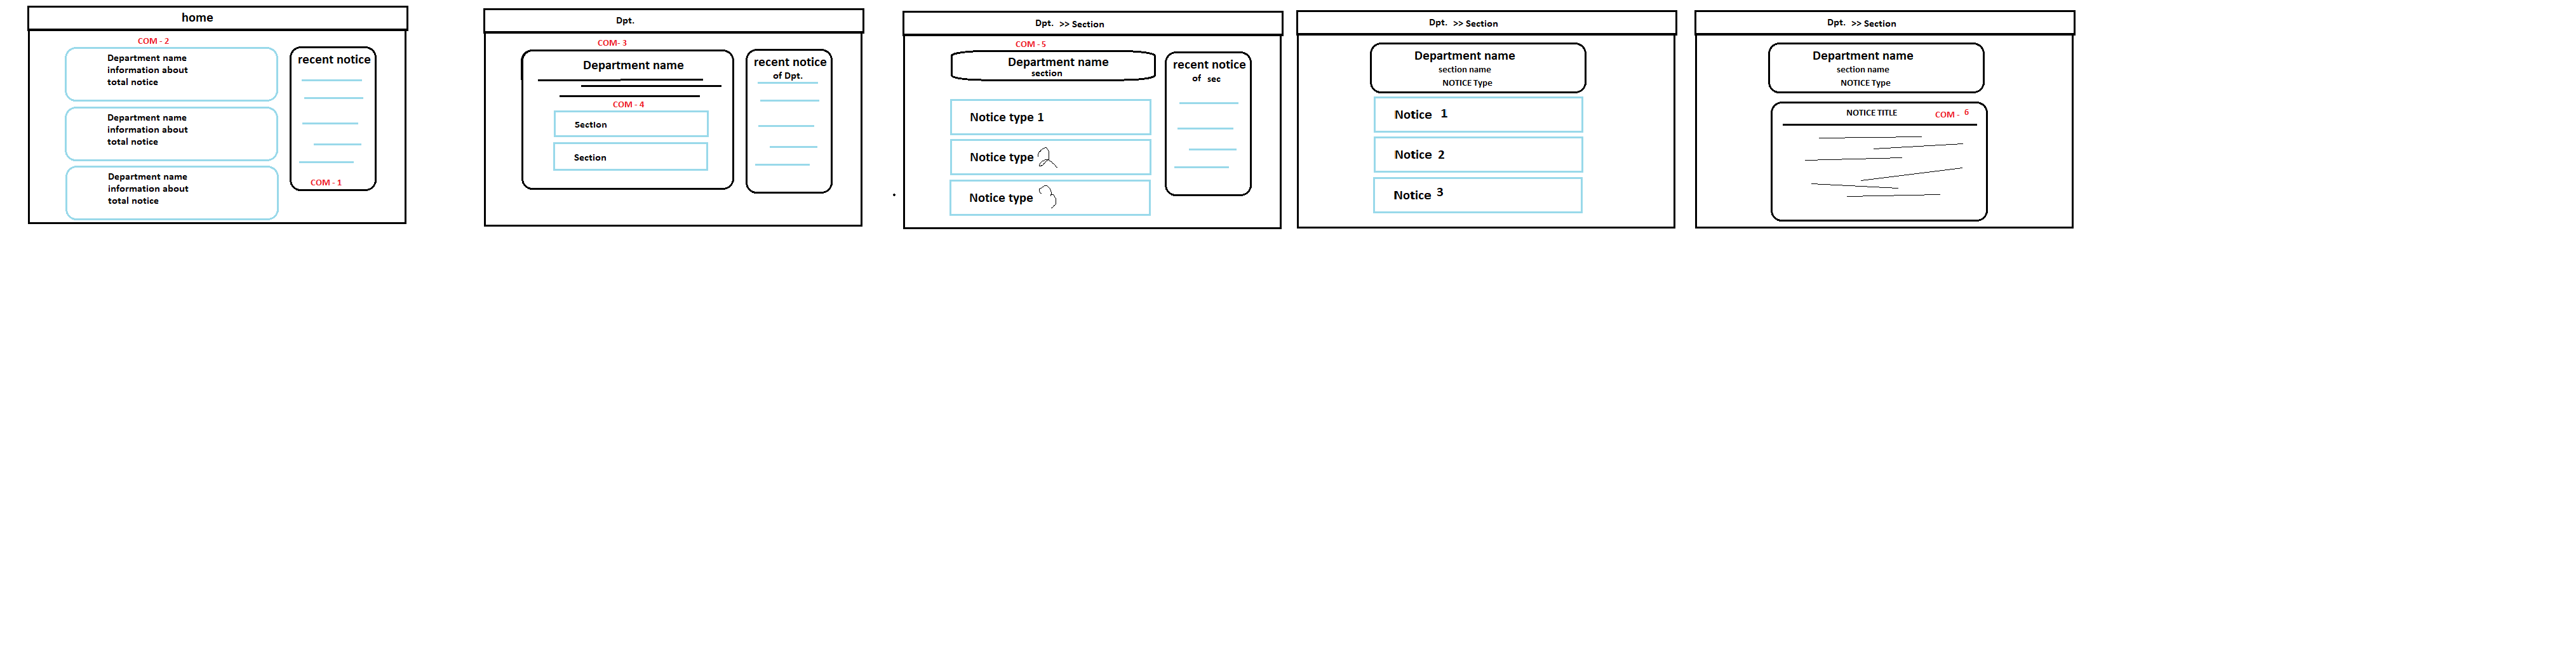 home
COM - 2
Department name
information about
total notice
Department name
information about
total notice
Department name
information about
total notice
recent notice
COM - 1
Dpt.
COM- 3
Department name
COM - 4
Section
Section
recent notice
of Dpt.
Dpt. >> Section
COM - 5
Department name
section
Notice type 1
Notice type 2
Notice type 3
recent notice
of sec
Dpt. >> Section
Department name
section name
NOTICE Type
Notice 1
Notice 2
Notice 3
Dpt. >> Section
Department name
section name
NOTICE Type
NOTICE TITLE
COM - 6